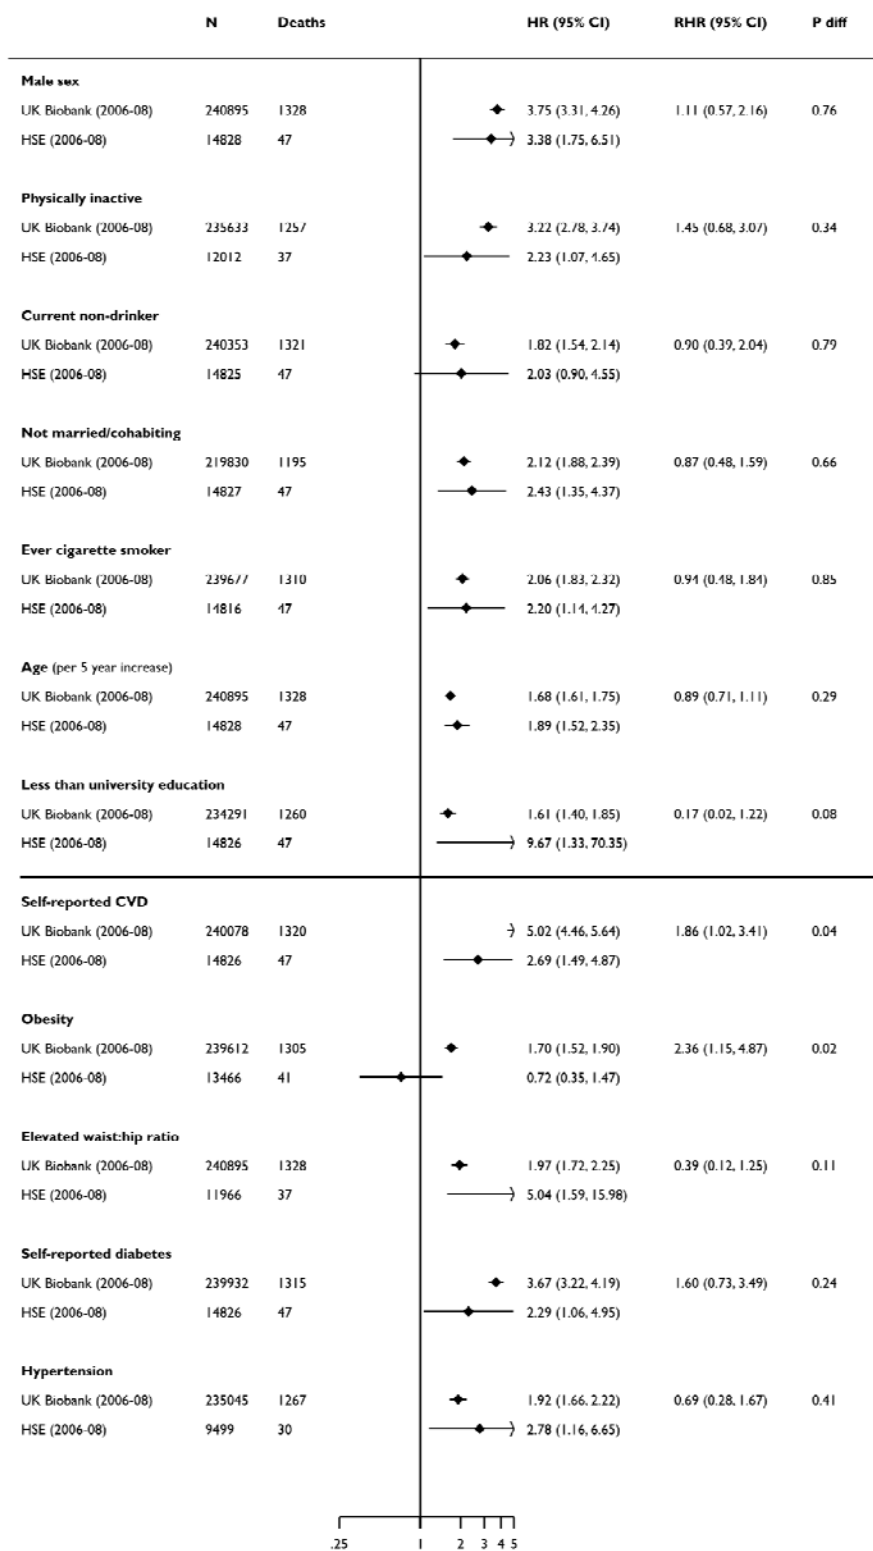 N Deaths HR (95% CI) RHR (95% CI) P diff
Male sex
UK Biobank (2006-08) 240895 1328 3.75 (3.31, 4.26) 1.11 (0.57, 2.16) 0.76
HSE (2006-08) 14828 47 3.38 (1.75, 6.51)
Physically inactive
UK Biobank (2006-08) 235633 1257 3.22 (2.78, 3.74) 1.45 (0.68, 3.07) 0.34
HSE (2006-08) 12012 37 2.23 (1.07, 4.65)
Current non-drinker
UK Biobank (2006-08) 240353 1321 1.82 (1.54, 2.14) 0.90 (0.39, 2.04) 0.79
HSE (2006-08) 14825 47 2.03 (0.90, 4.55)
Not married/cohabiting
UK Biobank (2006-08) 219830 1195 2.12 (1.88, 2.39) 0.87 (0.48, 1.59) 0.66
HSE (2006-08) 14827 47 2.43 (1.35, 4.37)
Ever cigarette smoker
UK Biobank (2006-08) 239677 1310 2.06 (1.83, 2.32) 0.94 (0.48, 1.84) 0.85
HSE (2006-08) 14816 47 2.20 (1.14, 4.27)
Age (per 5 year increase)
UK Biobank (2006-08) 240895 1328 1.68 (1.61, 1.75) 0.89 (0.71, 1.11) 0.29
HSE (2006-08) 14828 47 1.89 (1.52, 2.35)
Less than university education
UK Biobank (2006-08) 234291 1260 1.61 (1.40, 1.85) 0.17 (0.02, 1.22) 0.08
HSE (2006-08) 14826 47 9.67 (1.33, 70.35)
Self-reported CVD
UK Biobank (2006-08) 240078 1320 5.02 (4.46, 5.64) 1.86 (1.02, 3.41) 0.04
HSE (2006-08) 14826 47 2.69 (1.49, 4.87)
Obesity
UK Biobank (2006-08) 239612 1305 1.70 (1.52, 1.90) 2.36 (1.15, 4.87) 0.02
HSE (2006-08) 13466 41 0.72 (0.35, 1.47)
Elevated waist:hip ratio
UK Biobank (2006-08) 240895 1328 1.97 (1.72, 2.25) 0.39 (0.12, 1.25) 0.11
HSE (2006-08) 11966 37 5.04 (1.59, 15.98)
Self-reported diabetes
UK Biobank (2006-08) 239932 1315 3.67 (3.22, 4.19) 1.60 (0.73, 3.49) 0.24
HSE (2006-08) 14826 47 2.29 (1.06, 4.95)
Hypertension
UK Biobank (2006-08) 235045 1267 1.92 (1.66, 2.22) 0.69 (0.28, 1.67) 0.41
HSE (2006-08) 9499 30 2.78 (1.16, 6.65)
.25 1 2 3 4 5